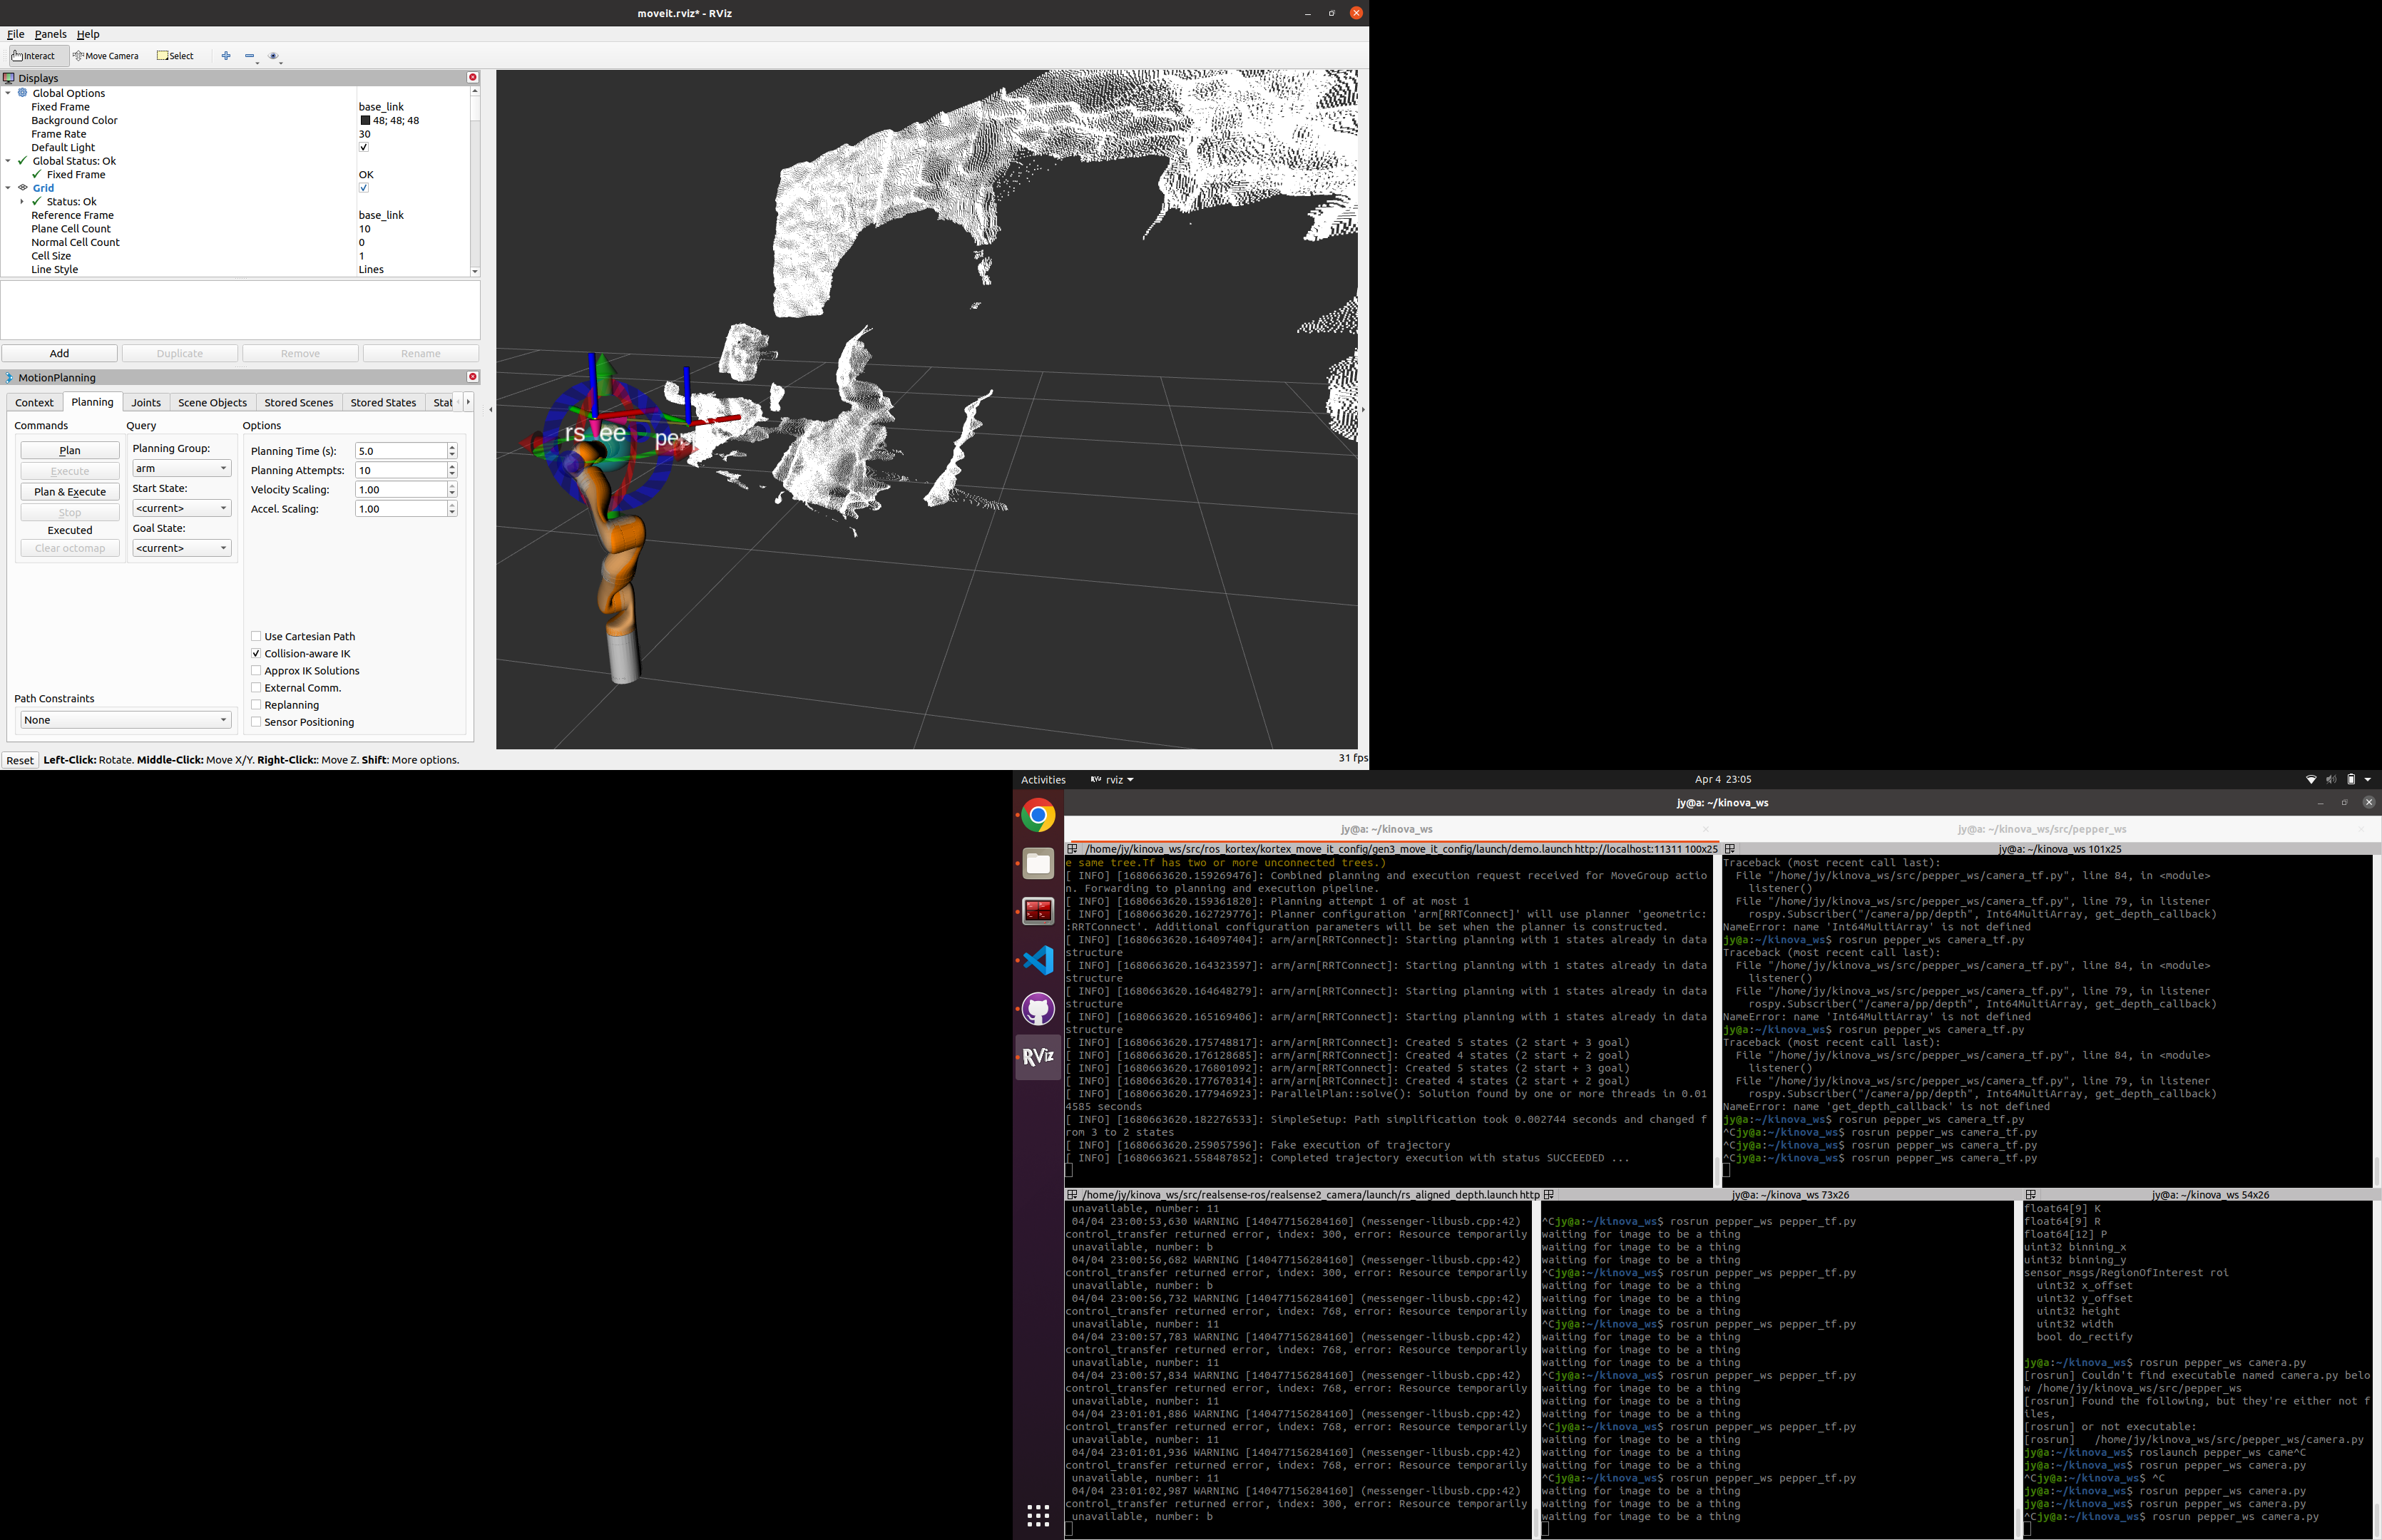 moveit.rviz* - RViz
File Panels Help
Interact Move Camera Select
Displays
Global Options
Fixed Frame base_link
Background Color 48; 48; 48
Frame Rate 30
Default Light
Global Status: Ok
Fixed Frame OK
Grid
Status: Ok
Reference Frame base_link
Plane Cell Count 10
Normal Cell Count 0
Cell Size 1
Line Style Lines
Add Duplicate Remove Rename
MotionPlanning
Context Planning Joints Scene Objects Stored Scenes Stored States Stat
Commands Query Options
Plan
Execute
Plan & Execute
Stop
Executed
Clear octomap
Planning Group:
arm
Start State:
<current>
Goal State:
<current>
Planning Time (s): 5.0
Planning Attempts: 10
Velocity Scaling: 1.00
Accel. Scaling: 1.00
Use Cartesian Path
Collision-aware IK
Approx IK Solutions
External Comm.
Replanning
Sensor Positioning
Path Constraints
None
Reset Left-Click: Rotate. Middle-Click: Move X/Y. Right-Click:: Move Z. Shift: More options.
31 fps
rs ee pep
Activities rviz Apr 4 23:05
jy@a: ~/kinova_ws
jy@a: ~/kinova_ws jy@a: ~/kinova_ws/src/pepper_ws
/home/jy/kinova_ws/src/ros_kortex/kortex_move_it_config/gen3_move_it_config/launch/demo.launch http://localhost:11311 100x25
e same tree.Tf has two or more unconnected trees.)
[ INFO] [1680663620.159269476]: Combined planning and execution request received for MoveGroup actio
n. Forwarding to planning and execution pipeline.
[ INFO] [1680663620.159361820]: Planning attempt 1 of at most 1
[ INFO] [1680663620.162729776]: Planner configuration 'arm[RRTConnect]' will use planner 'geometric:
:RRTConnect'. Additional configuration parameters will be set when the planner is constructed.
[ INFO] [1680663620.164097404]: arm/arm[RRTConnect]: Starting planning with 1 states already in data
structure
[ INFO] [1680663620.164323597]: arm/arm[RRTConnect]: Starting planning with 1 states already in data
structure
[ INFO] [1680663620.164648279]: arm/arm[RRTConnect]: Starting planning with 1 states already in data
structure
[ INFO] [1680663620.165169406]: arm/arm[RRTConnect]: Starting planning with 1 states already in data
structure
[ INFO] [1680663620.175748817]: arm/arm[RRTConnect]: Created 5 states (2 start + 3 goal)
[ INFO] [1680663620.176128685]: arm/arm[RRTConnect]: Created 4 states (2 start + 2 goal)
[ INFO] [1680663620.176801092]: arm/arm[RRTConnect]: Created 5 states (2 start + 3 goal)
[ INFO] [1680663620.177670314]: arm/arm[RRTConnect]: Created 4 states (2 start + 2 goal)
[ INFO] [1680663620.177946923]: ParallelPlan::solve(): Solution found by one or more threads in 0.01
4585 seconds
[ INFO] [1680663620.182276533]: SimpleSetup: Path simplification took 0.002744 seconds and changed f
rom 3 to 2 states
[ INFO] [1680663620.259057596]: Fake execution of trajectory
[ INFO] [1680663621.558487852]: Completed trajectory execution with status SUCCEEDED ...
jy@a: ~/kinova_ws 101x25
Traceback (most recent call last):
File "/home/jy/kinova_ws/src/pepper_ws/camera_tf.py", line 84, in <module>
listener()
File "/home/jy/kinova_ws/src/pepper_ws/camera_tf.py", line 79, in listener
rospy.Subscriber("/camera/pp/depth", Int64MultiArray, get_depth_callback)
NameError: name 'Int64MultiArray' is not defined
jy@a:~/kinova_ws$ rosrun pepper_ws camera_tf.py
Traceback (most recent call last):
File "/home/jy/kinova_ws/src/pepper_ws/camera_tf.py", line 84, in <module>
listener()
File "/home/jy/kinova_ws/src/pepper_ws/camera_tf.py", line 79, in listener
rospy.Subscriber("/camera/pp/depth", Int64MultiArray, get_depth_callback)
NameError: name 'Int64MultiArray' is not defined
jy@a:~/kinova_ws$ rosrun pepper_ws camera_tf.py
Traceback (most recent call last):
File "/home/jy/kinova_ws/src/pepper_ws/camera_tf.py", line 84, in <module>
listener()
File "/home/jy/kinova_ws/src/pepper_ws/camera_tf.py", line 79, in listener
rospy.Subscriber("/camera/pp/depth", Int64MultiArray, get_depth_callback)
NameError: name 'get_depth_callback' is not defined
jy@a:~/kinova_ws$ rosrun pepper_ws camera_tf.py
^Cjy@a:~/kinova_ws$ rosrun pepper_ws camera_tf.py
^Cjy@a:~/kinova_ws$ rosrun pepper_ws camera_tf.py
^Cjy@a:~/kinova_ws$ rosrun pepper_ws camera_tf.py
/home/jy/kinova_ws/src/realsense-ros/realsense2_camera/launch/rs_aligned_depth.launch http
unavailable, number: 11
04/04 23:00:53,630 WARNING [140477156284160] (messenger-libusb.cpp:42)
control_transfer returned error, index: 300, error: Resource temporarily
unavailable, number: b
04/04 23:00:56,682 WARNING [140477156284160] (messenger-libusb.cpp:42)
control_transfer returned error, index: 300, error: Resource temporarily
unavailable, number: b
04/04 23:00:56,732 WARNING [140477156284160] (messenger-libusb.cpp:42)
control_transfer returned error, index: 768, error: Resource temporarily
unavailable, number: 11
04/04 23:00:57,783 WARNING [140477156284160] (messenger-libusb.cpp:42)
control_transfer returned error, index: 768, error: Resource temporarily
unavailable, number: 11
04/04 23:00:57,834 WARNING [140477156284160] (messenger-libusb.cpp:42)
control_transfer returned error, index: 768, error: Resource temporarily
unavailable, number: 11
04/04 23:01:01,886 WARNING [140477156284160] (messenger-libusb.cpp:42)
control_transfer returned error, index: 768, error: Resource temporarily
unavailable, number: 11
04/04 23:01:01,936 WARNING [140477156284160] (messenger-libusb.cpp:42)
control_transfer returned error, index: 768, error: Resource temporarily
unavailable, number: 11
04/04 23:01:02,987 WARNING [140477156284160] (messenger-libusb.cpp:42)
control_transfer returned error, index: 300, error: Resource temporarily
unavailable, number: b
jy@a: ~/kinova_ws 73x26
^Cjy@a:~/kinova_ws$ rosrun pepper_ws pepper_tf.py
waiting for image to be a thing
waiting for image to be a thing
waiting for image to be a thing
^Cjy@a:~/kinova_ws$ rosrun pepper_ws pepper_tf.py
waiting for image to be a thing
waiting for image to be a thing
waiting for image to be a thing
^Cjy@a:~/kinova_ws$ rosrun pepper_ws pepper_tf.py
waiting for image to be a thing
waiting for image to be a thing
waiting for image to be a thing
^Cjy@a:~/kinova_ws$ rosrun pepper_ws pepper_tf.py
waiting for image to be a thing
waiting for image to be a thing
waiting for image to be a thing
^Cjy@a:~/kinova_ws$ rosrun pepper_ws pepper_tf.py
waiting for image to be a thing
waiting for image to be a thing
waiting for image to be a thing
^Cjy@a:~/kinova_ws$ rosrun pepper_ws pepper_tf.py
waiting for image to be a thing
waiting for image to be a thing
waiting for image to be a thing
jy@a: ~/kinova_ws 54x26
float64[9] K
float64[9] R
float64[12] P
uint32 binning_x
uint32 binning_y
sensor_msgs/RegionOfInterest roi
uint32 x_offset
uint32 y_offset
uint32 height
uint32 width
bool do_rectify
jy@a:~/kinova_ws$ rosrun pepper_ws camera.py
[rosrun] Couldn't find executable named camera.py belo
w /home/jy/kinova_ws/src/pepper_ws
[rosrun] Found the following, but they're either not f
iles,
[rosrun] or not executable:
[rosrun] /home/jy/kinova_ws/src/pepper_ws/camera.py
jy@a:~/kinova_ws$ roslaunch pepper_ws came^C
jy@a:~/kinova_ws$ rosrun pepper_ws camera.py
^Cjy@a:~/kinova_ws$ ^C
jy@a:~/kinova_ws$ rosrun pepper_ws camera.py
jy@a:~/kinova_ws$ rosrun pepper_ws camera.py
^Cjy@a:~/kinova_ws$ rosrun pepper_ws camera.py
RViz